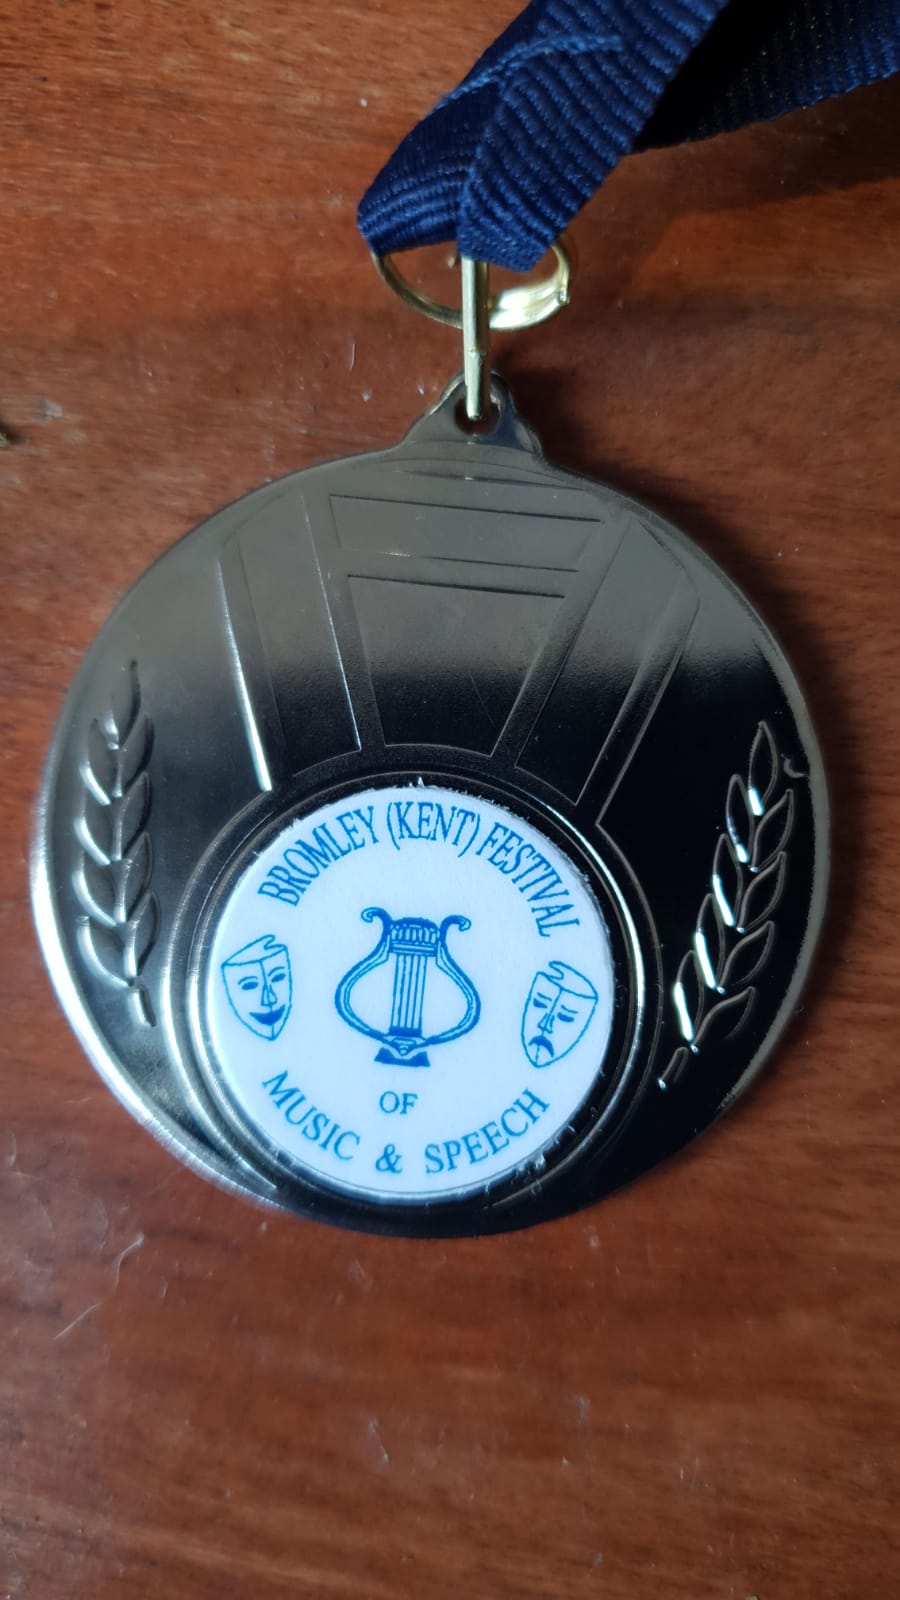 BROMLEY (KENT) FESTIVAL
OF
MUSIC & SPEECH